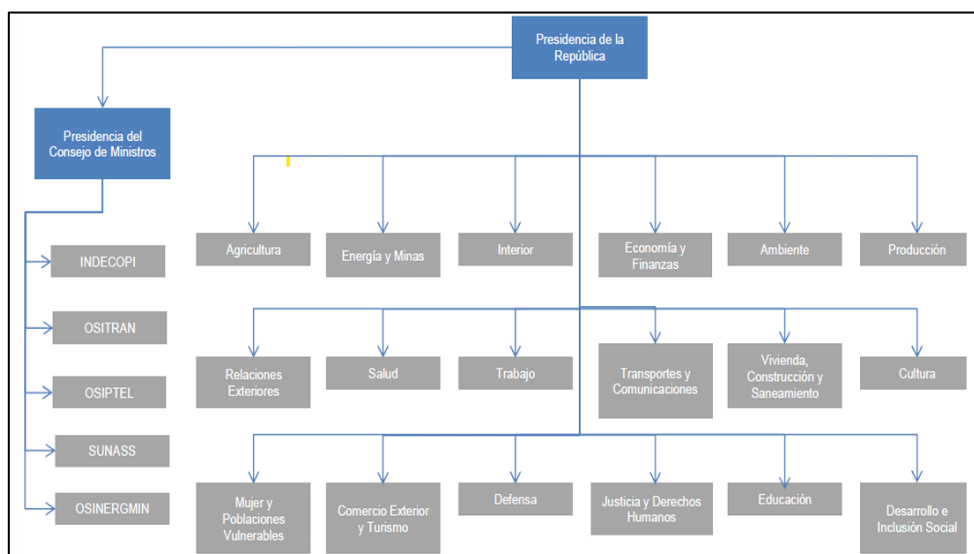 Presidencia de la
República
Presidencia del
Consejo de Ministros
INDECOPI
OSITRAN
OSIPTEL
SUNASS
OSINERGMIN
Agricultura
Energía y Minas
Interior
Economía y
Finanzas
Ambiente
Producción
Relaciones
Exteriores
Salud
Trabajo
Transportes y
Comunicaciones
Vivienda,
Construcción y
Saneamiento
Cultura
Mujer y
Poblaciones
Vulnerables
Comercio Exterior
y Turismo
Defensa
Justicia y Derechos
Humanos
Educación
Desarrollo e
Inclusión Social